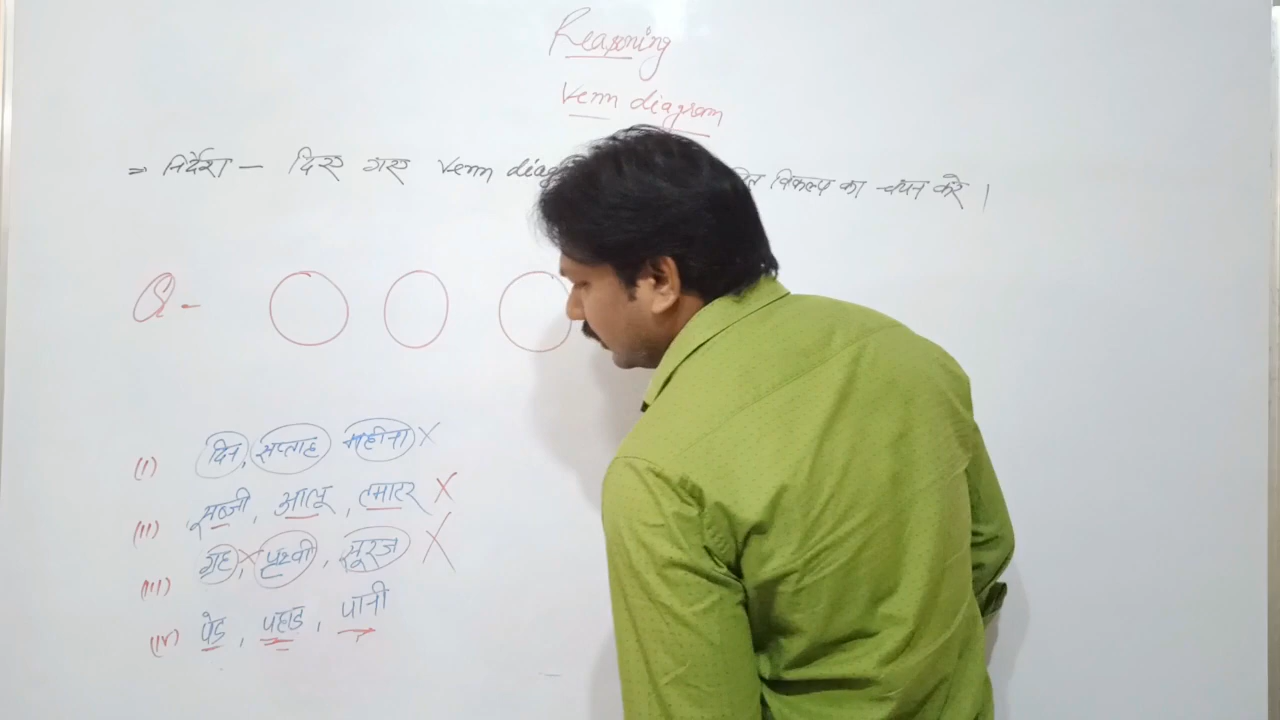 Reasoning
Venn diagram
⇒ निर्देश - दिए गए Venn विकल्प का चयन करे ।
Q -
(I) दिन, सप्ताह महीना X
(II) सब्जी, आलू, टमाटर X
(III) ग्रह, पृथ्वी, सूरज X
(IV) पेड, पहाड, पानी